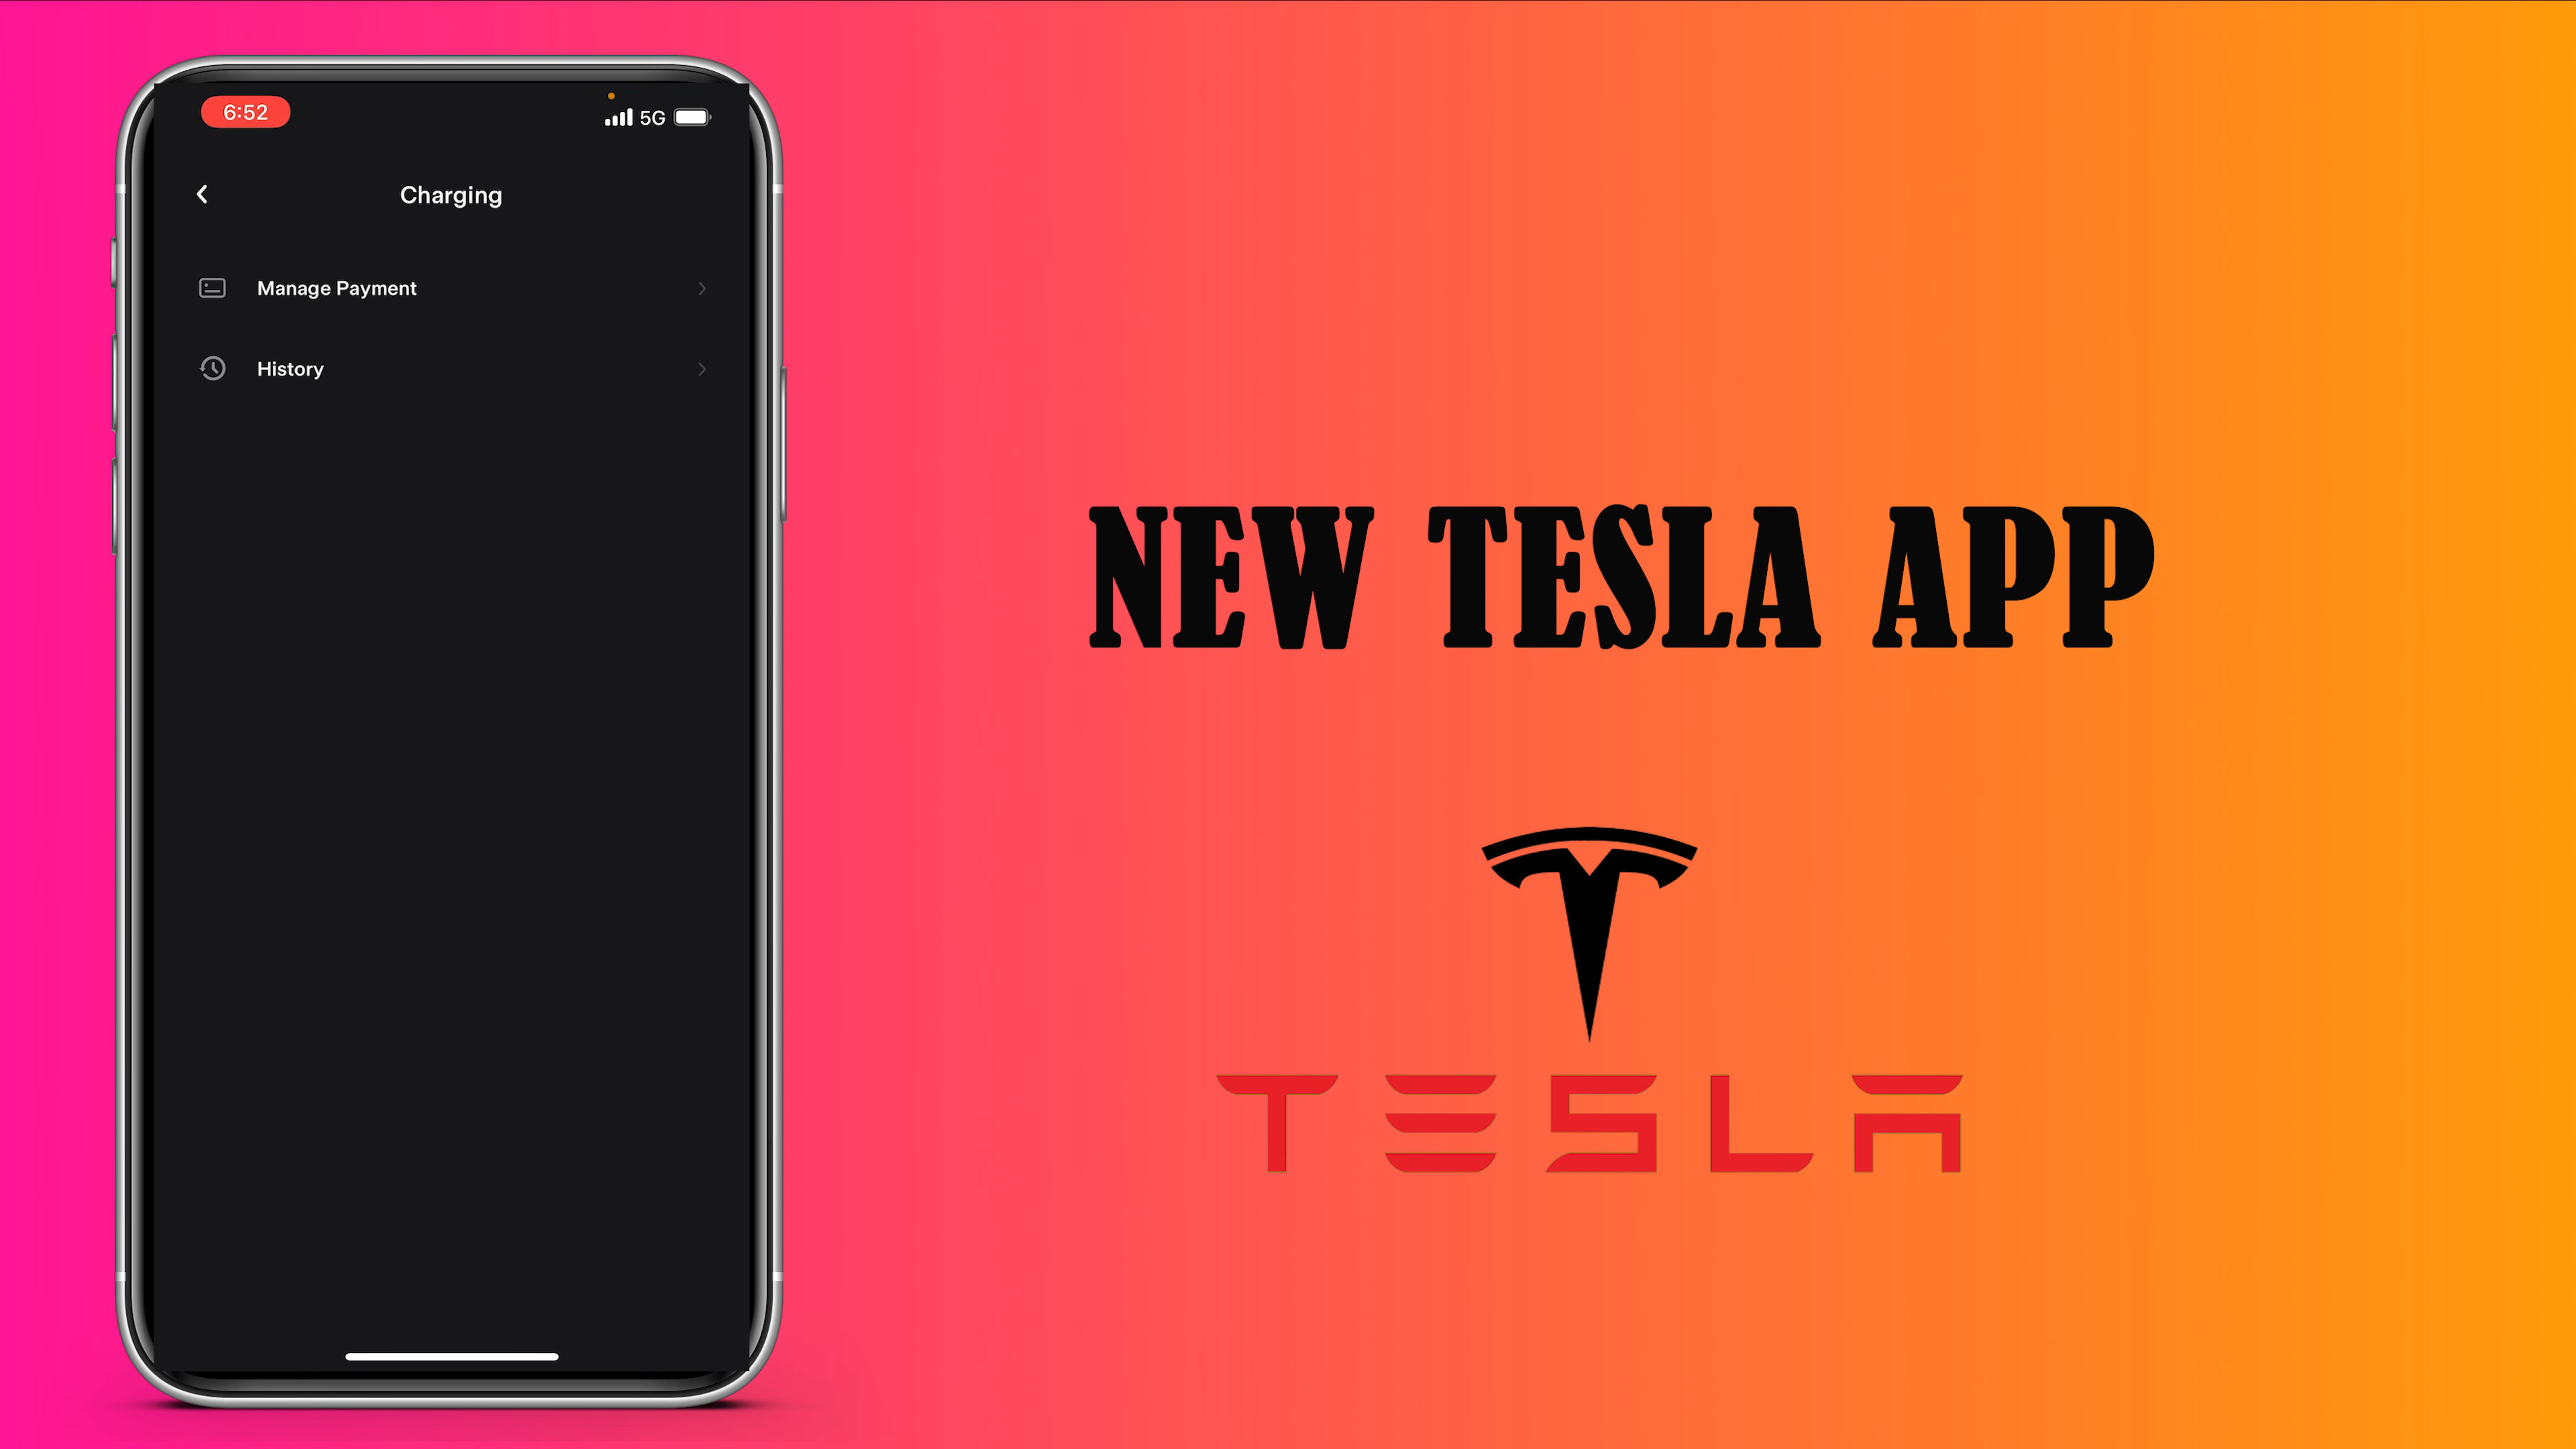 6:52
5G
Charging
Manage Payment
History
NEW TESLA APP
TESLA